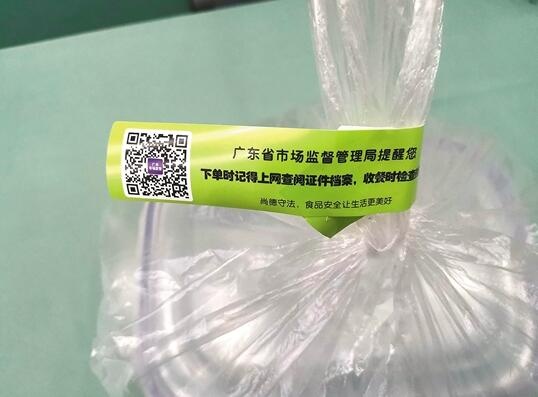 广东省市场监督管理局提醒您
下单时记得上网查阅证件档案，收餐时检查
尚德守法，食品安全让生活更美好